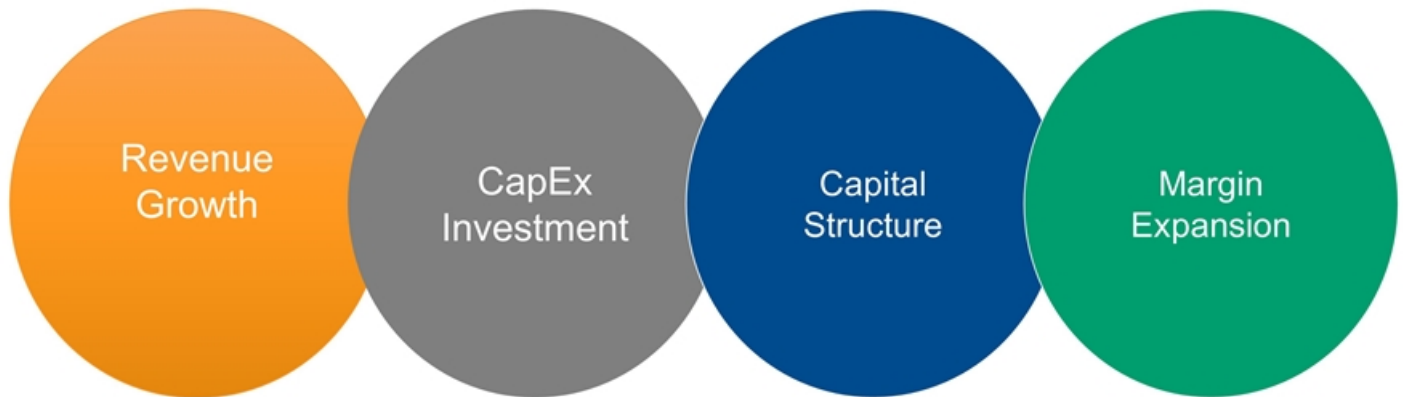 Revenue
Growth
CapEx
Investment
Capital
Structure
Margin
Expansion